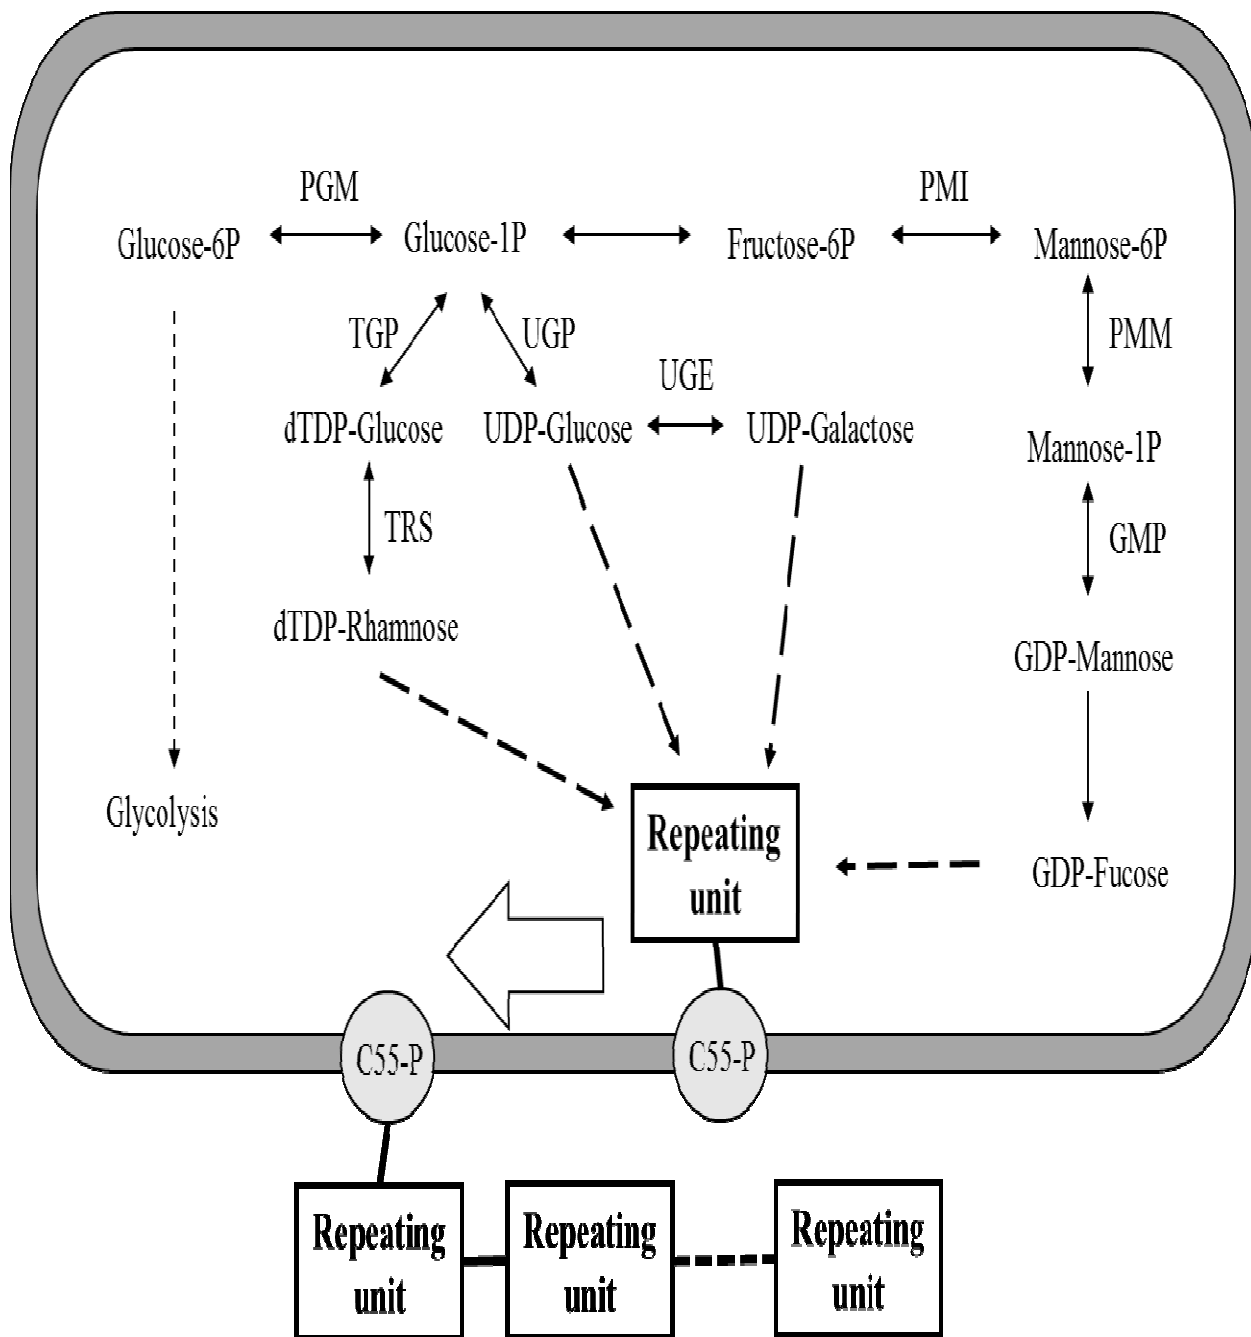 PGM
PMI
Glucose-6P
Glucose-1P
Fructose-6P
Mannose-6P
TGP
UGP
UGE
PMM
dTDP-Glucose
UDP-Glucose
UDP-Galactose
Mannose-1P
TRS
GMP
dTDP-Rhamnose
GDP-Mannose
Glycolysis
Repeating
unit
GDP-Fucose
C55-P
C55-P
Repeating
unit
Repeating
unit
Repeating
unit